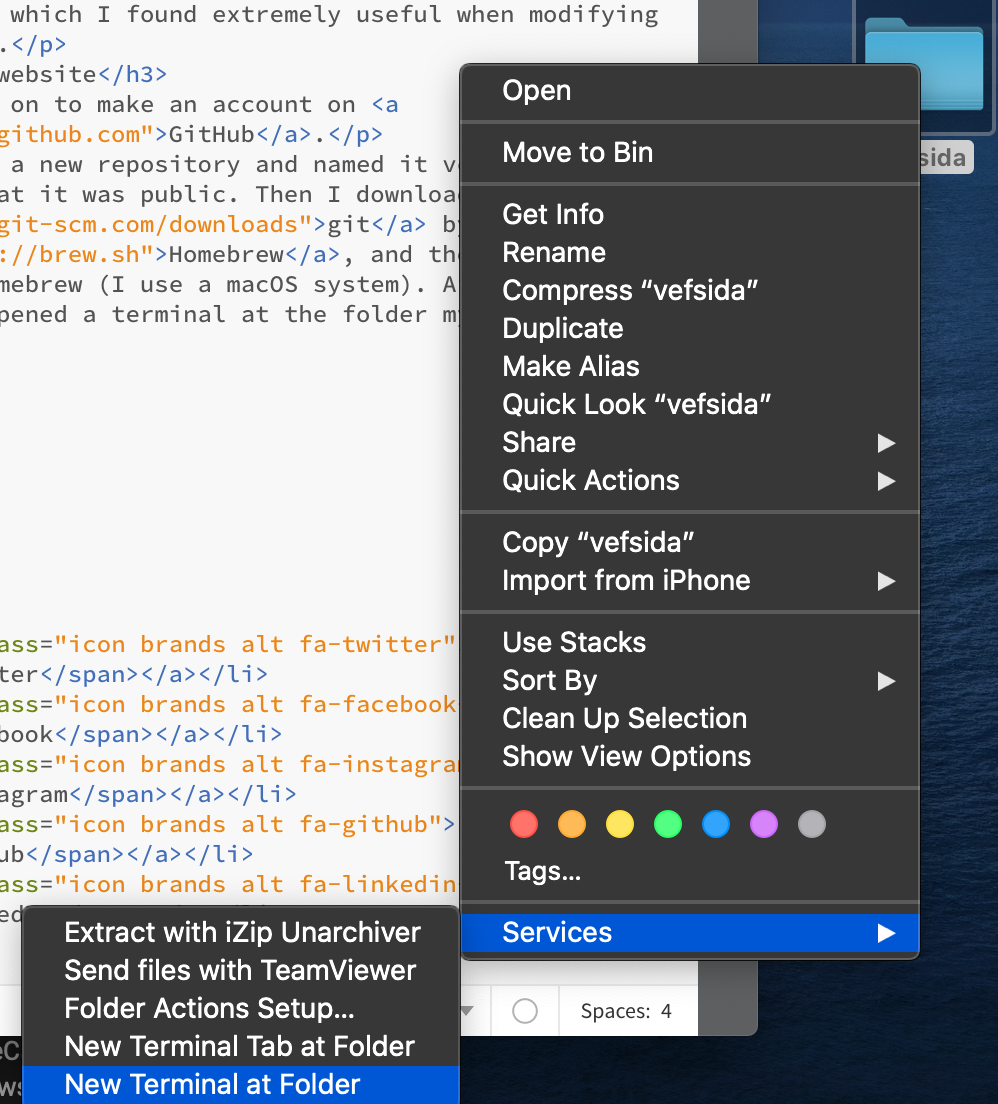 which I found extremely useful when modifying
.</p>
website</h3>
on to make an account on <a
github.com">GitHub</a>.</p>
a new repository and named it
at it was public. Then I
git-scm.com/downloads">git</a>
://brew.sh">Homebrew</a>, and
mebrew (I use a macOS system).
pened a terminal at the folder
Open
Move to Bin
Get Info
Rename
Compress “vefsida”
Duplicate
Make Alias
Quick Look “vefsida”
Share
Quick Actions
Copy “vefsida”
Import from iPhone
Use Stacks
Sort By
Clean Up Selection
Show View Options
Tags...
Services
ass="icon brands alt fa-twitter"
ter</span></a></li>
ass="icon brands alt fa-facebook
book</span></a></li>
ass="icon brands alt fa-instagram
agram</span></a></li>
ass="icon brands alt fa-github">
ub</span></a></li>
ass="icon brands alt fa-linkedin
Extract with iZip Unarchiver
Send files with TeamViewer
Folder Actions Setup...
New Terminal Tab at Folder
New Terminal at Folder
Spaces: 4
sida